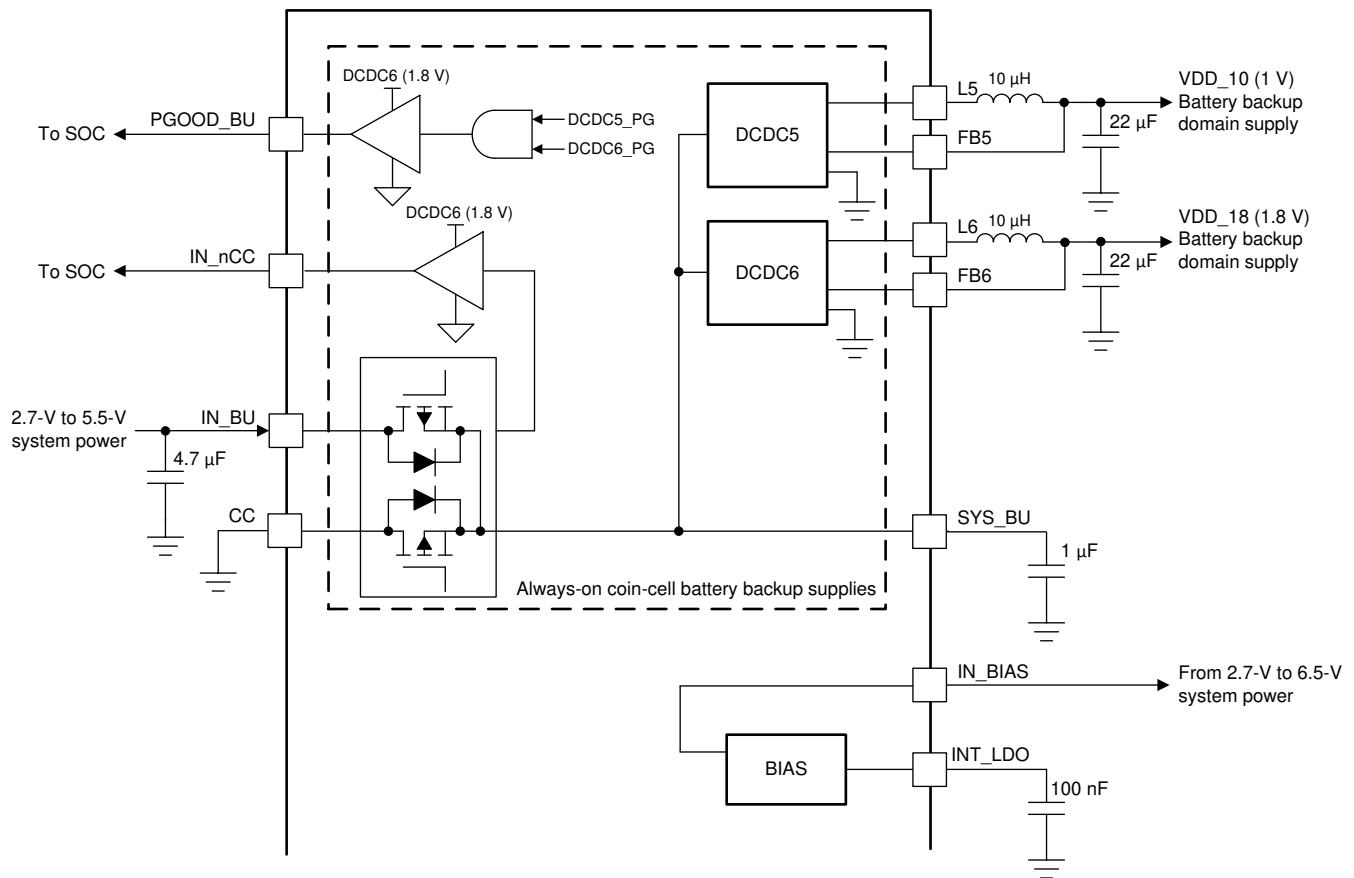 DCDC6 (1.8 V)
PGOOD_BU
To SOC
DCDC5_PG
DCDC6_PG
DCDC6 (1.8 V)
IN_nCC
To SOC
2.7-V to 5.5-V
system power
IN_BU
4.7 µF
CC
Always-on coin-cell battery backup supplies
DCDC5
DCDC6
L5
10 µH
FB5
22 µF
VDD_10 (1 V)
Battery backup
domain supply
L6
10 µH
FB6
22 µF
VDD_18 (1.8 V)
Battery backup
domain supply
SYS_BU
1 µF
IN_BIAS
From 2.7-V to 6.5-V
system power
BIAS
INT_LDO
100 nF